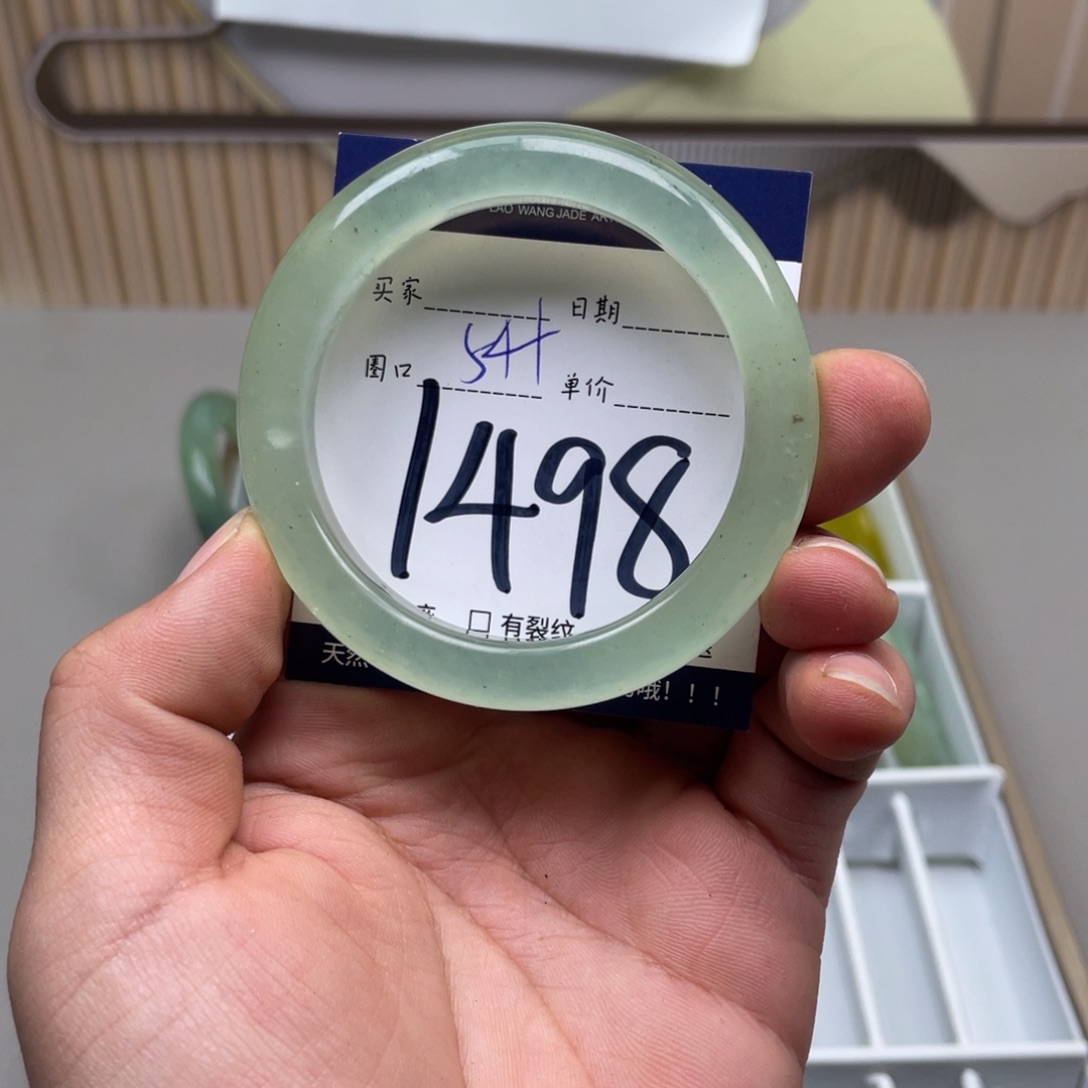 LAO WANG JADE ART
买家 日期
圈口 54+ 单价
1498
□ 有裂纹
天然
哦！！！